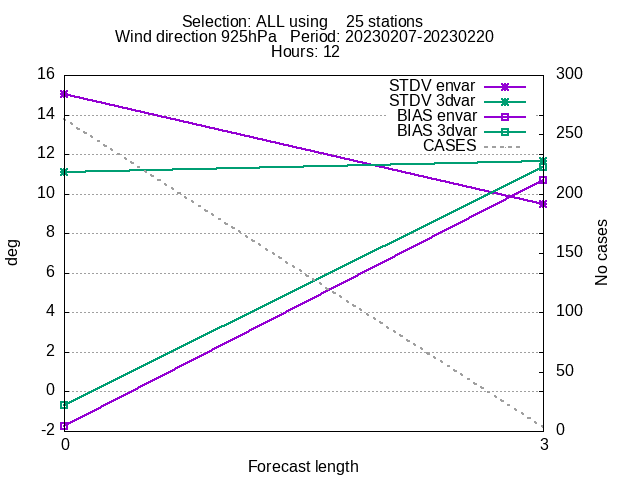 Selection: ALL using    25 stations
Wind direction 925hPa   Period: 20230207-20230220
Hours: 12
STDV envar
STDV 3dvar
BIAS envar
BIAS 3dvar
CASES
16
14
12
10
8
6
4
2
0
-2
deg
300
250
200
150
100
50
0
No cases
0
3
Forecast length